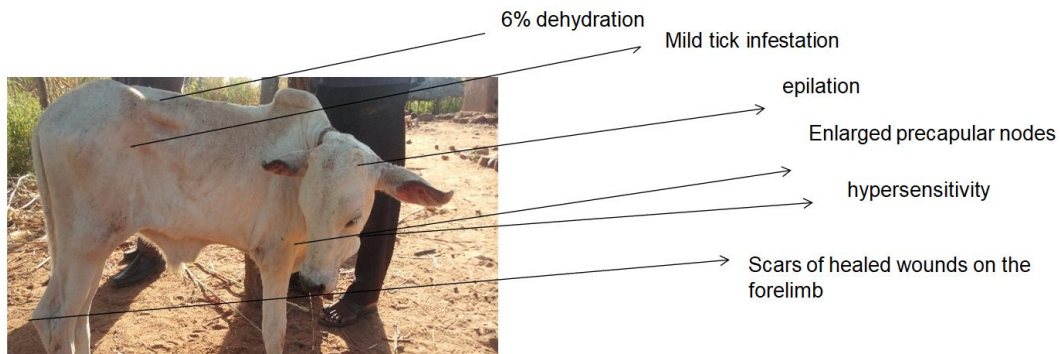 6% dehydration
Mild tick infestation
epilation
Enlarged precapular nodes
hypersensitivity
Scars of healed wounds on the
forelimb